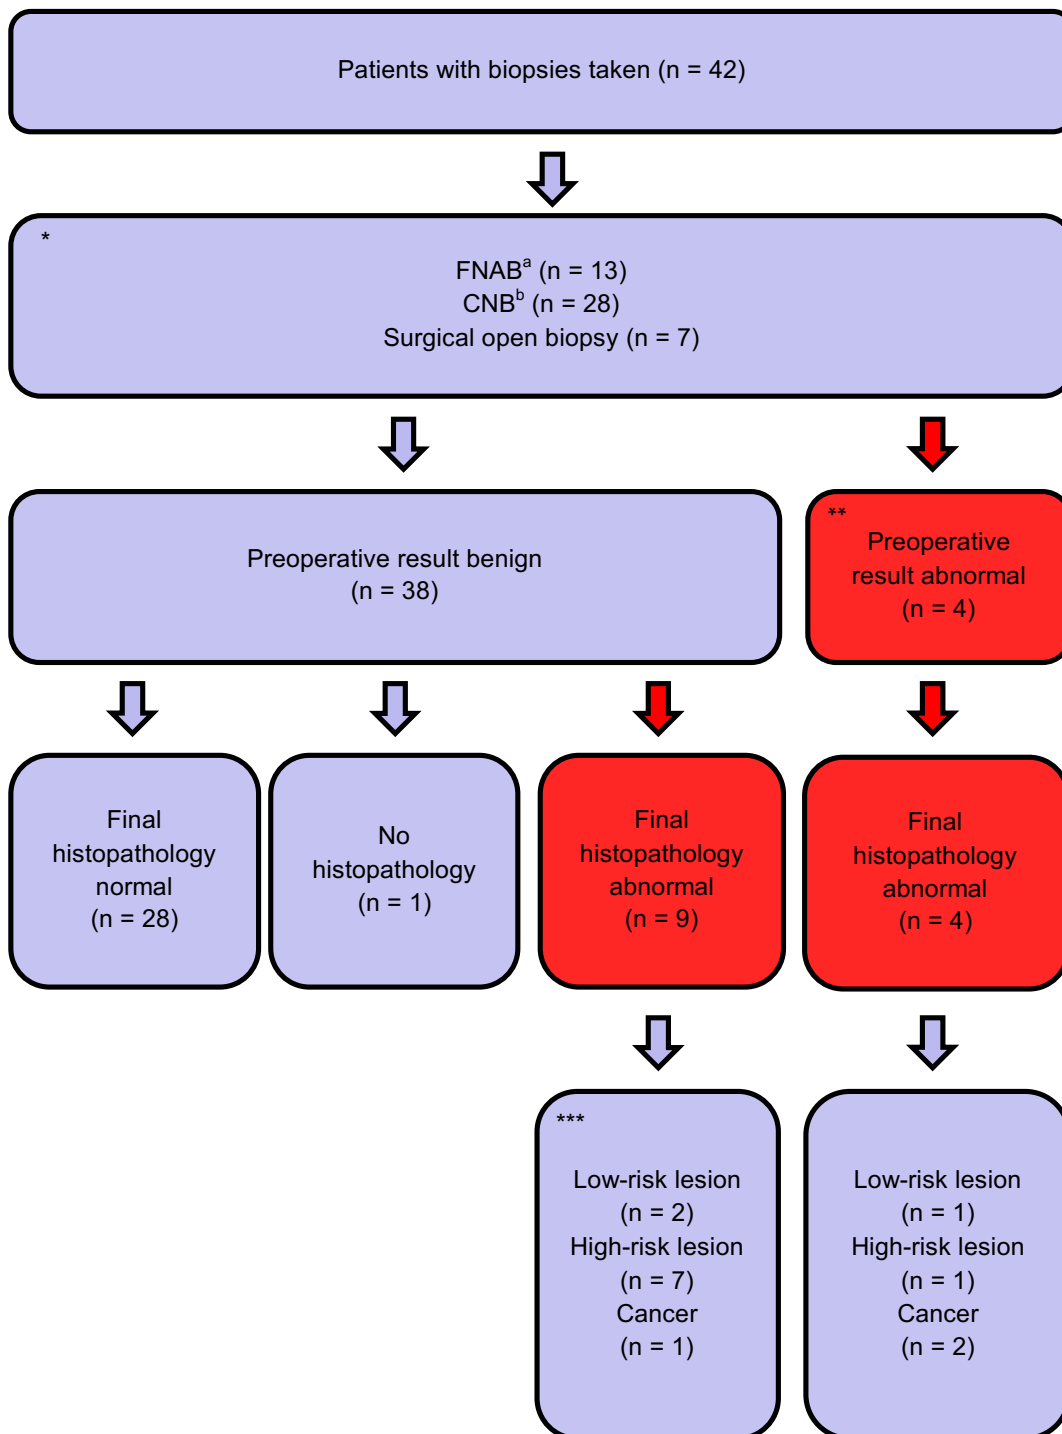 Patients with biopsies taken (n = 42)
*
FNABᵃ (n = 13)
CNBᵇ (n = 28)
Surgical open biopsy (n = 7)
Preoperative result benign
(n = 38)
**
Preoperative
result abnormal
(n = 4)
Final
histopathology
normal
(n = 28)
No
histopathology
(n = 1)
Final
histopathology
abnormal
(n = 9)
Final
histopathology
abnormal
(n = 4)
***
Low-risk lesion
(n = 2)
High-risk lesion
(n = 7)
Cancer
(n = 1)
Low-risk lesion
(n = 1)
High-risk lesion
(n = 1)
Cancer
(n = 2)